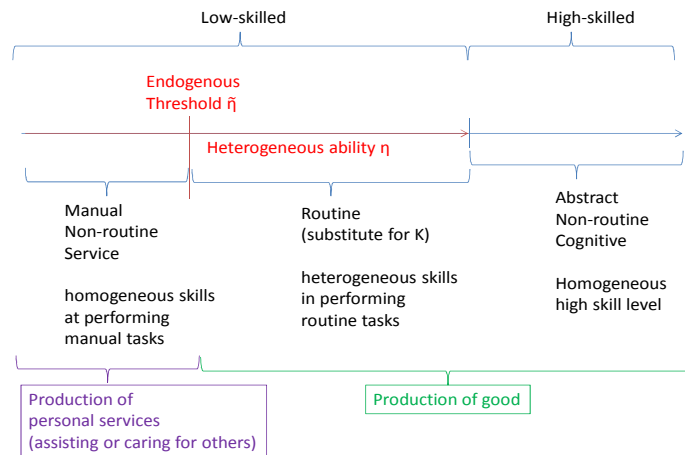 Low-skilled
High-skilled
Endogenous
Threshold η̃
Heterogeneous ability η
Manual
Non-routine
Service
homogeneous skills
at performing
manual tasks
Routine
(substitute for K)
heterogeneous skills
in performing
routine tasks
Abstract
Non-routine
Cognitive
Homogeneous
high skill level
Production of
personal services
(assisting or caring for others)
Production of good